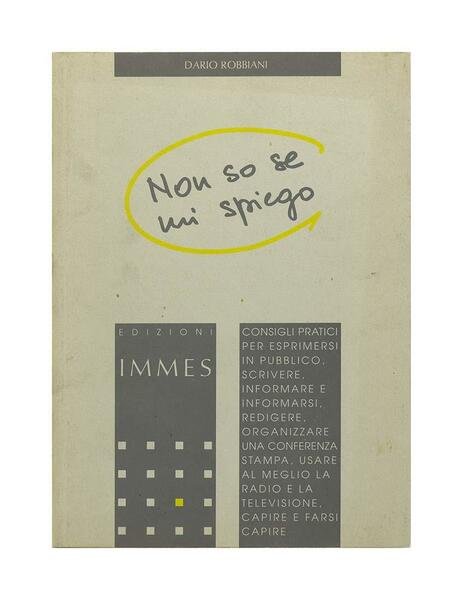 DARIO ROBBIANI
Non so se
mi spiego
EDIZIONI
IMMES
CONSIGLI PRATICI
PER ESPRIMERSI
IN PUBBLICO,
SCRIVERE,
INFORMARE E
INFORMARSI,
REDIGERE,
ORGANIZZARE
UNA CONFERENZA
STAMPA, USARE
AL MEGLIO LA
RADIO E LA
TELEVISIONE,
CAPIRE E FARSI
CAPIRE